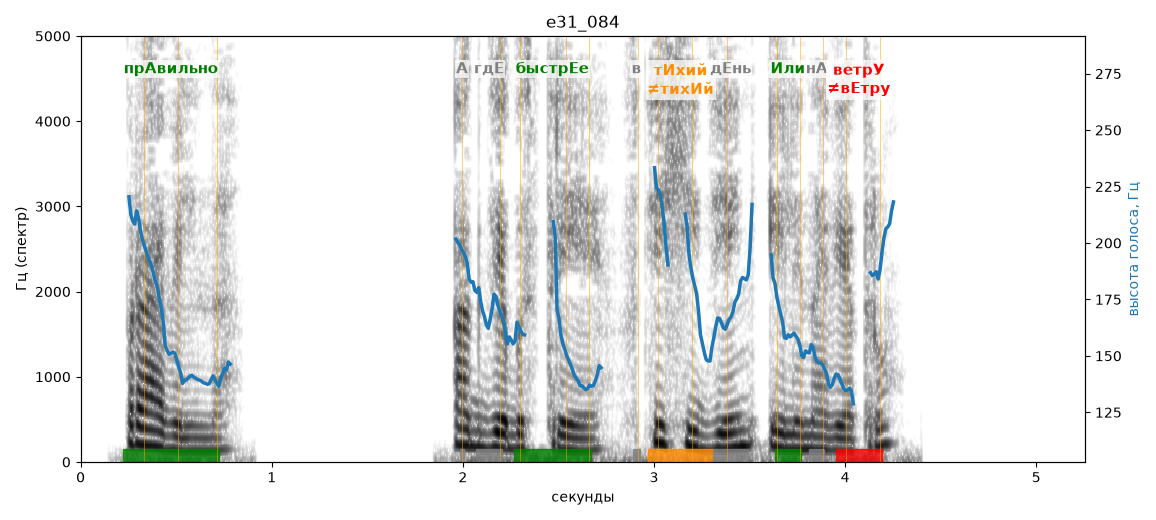 e31_084
5000
4000
3000
2000
1000
0
Гц (спектр)
275
250
225
200
175
150
125
высота голоса, Гц
прАвильно А гдЕ быстрЕе в тИхий дЕнь Или нА ветрУ
≠тихИй ≠вЕтру
0 1 2 3 4 5
секунды